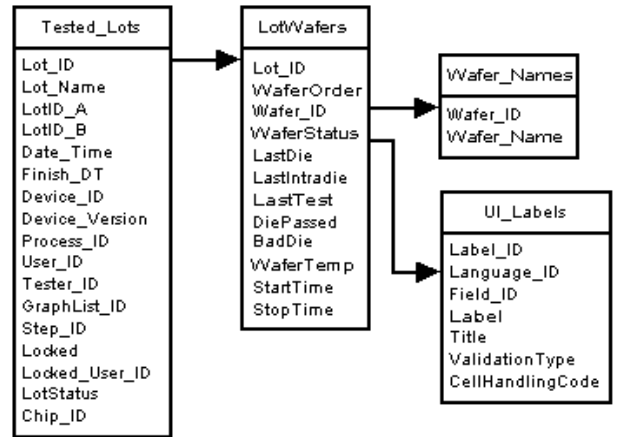 Tested_Lots
Lot_ID
Lot_Name
LotID_A
LotID_B
Date_Time
Finish_DT
Device_ID
Device_Version
Process_ID
User_ID
Tester_ID
GraphList_ID
Step_ID
Locked
Locked_User_ID
LotStatus
Chip_ID
LotWafers
Lot_ID
WaferOrder
Wafer_ID
WaferStatus
LastDie
LastIntradie
LastTest
DiePassed
BadDie
WaferTemp
StartTime
StopTime
Wafer_Names
Wafer_ID
Wafer_Name
UI_Labels
Label_ID
Language_ID
Field_ID
Label
Title
ValidationType
CellHandlingCode